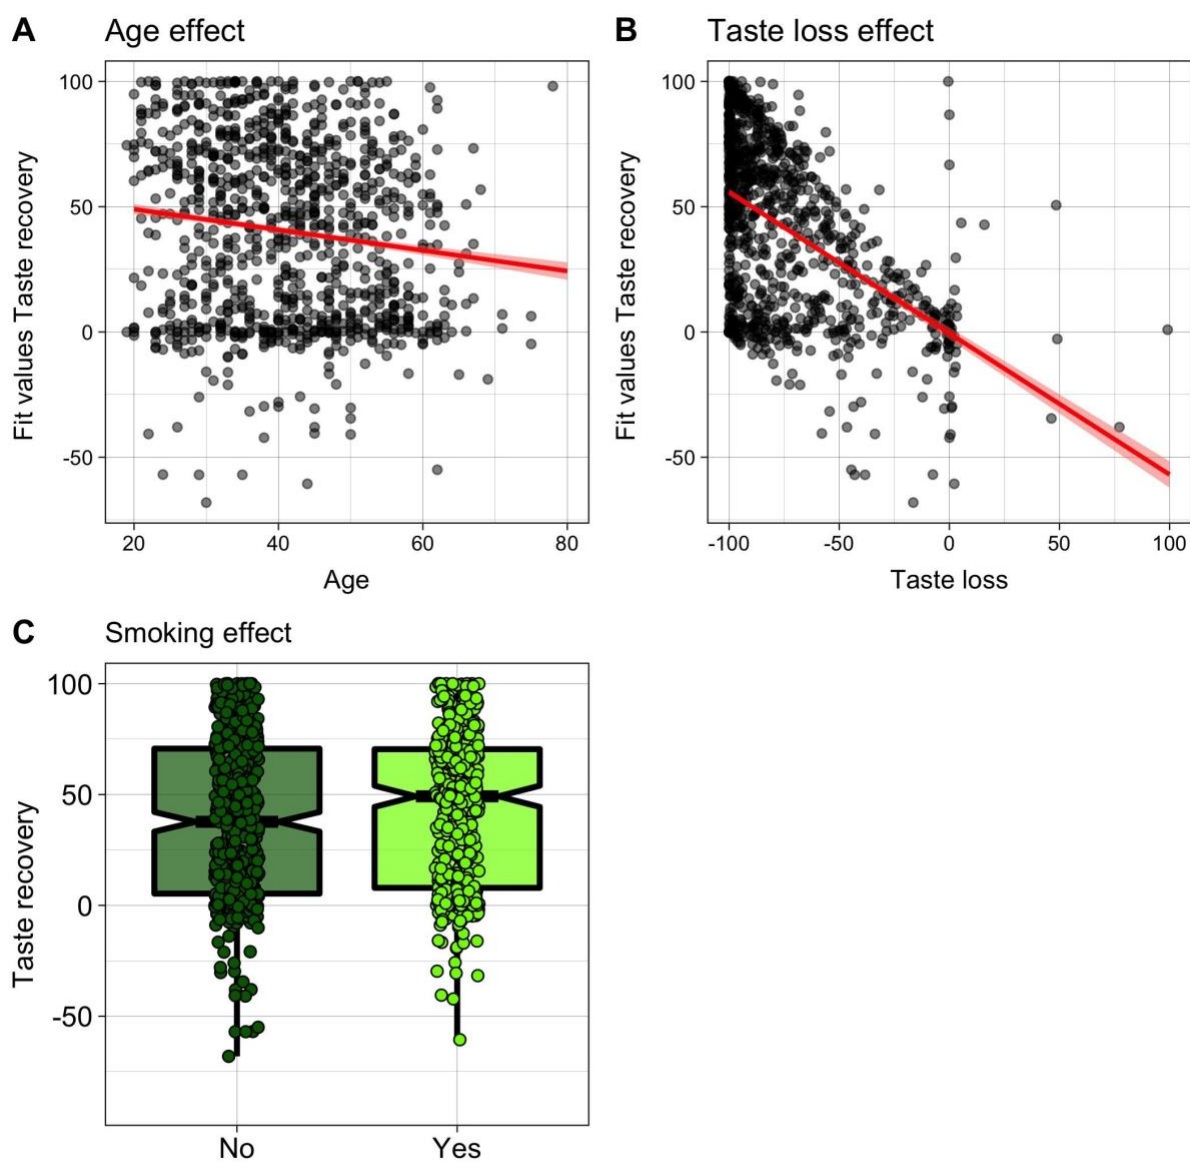 A Age effect
Fit values Taste recovery
100
50
0
-50
20 40 60 80
Age
B Taste loss effect
Fit values Taste recovery
100
50
0
-50
-100 -50 0 50 100
Taste loss
C Smoking effect
Taste recovery
100
50
0
-50
No Yes